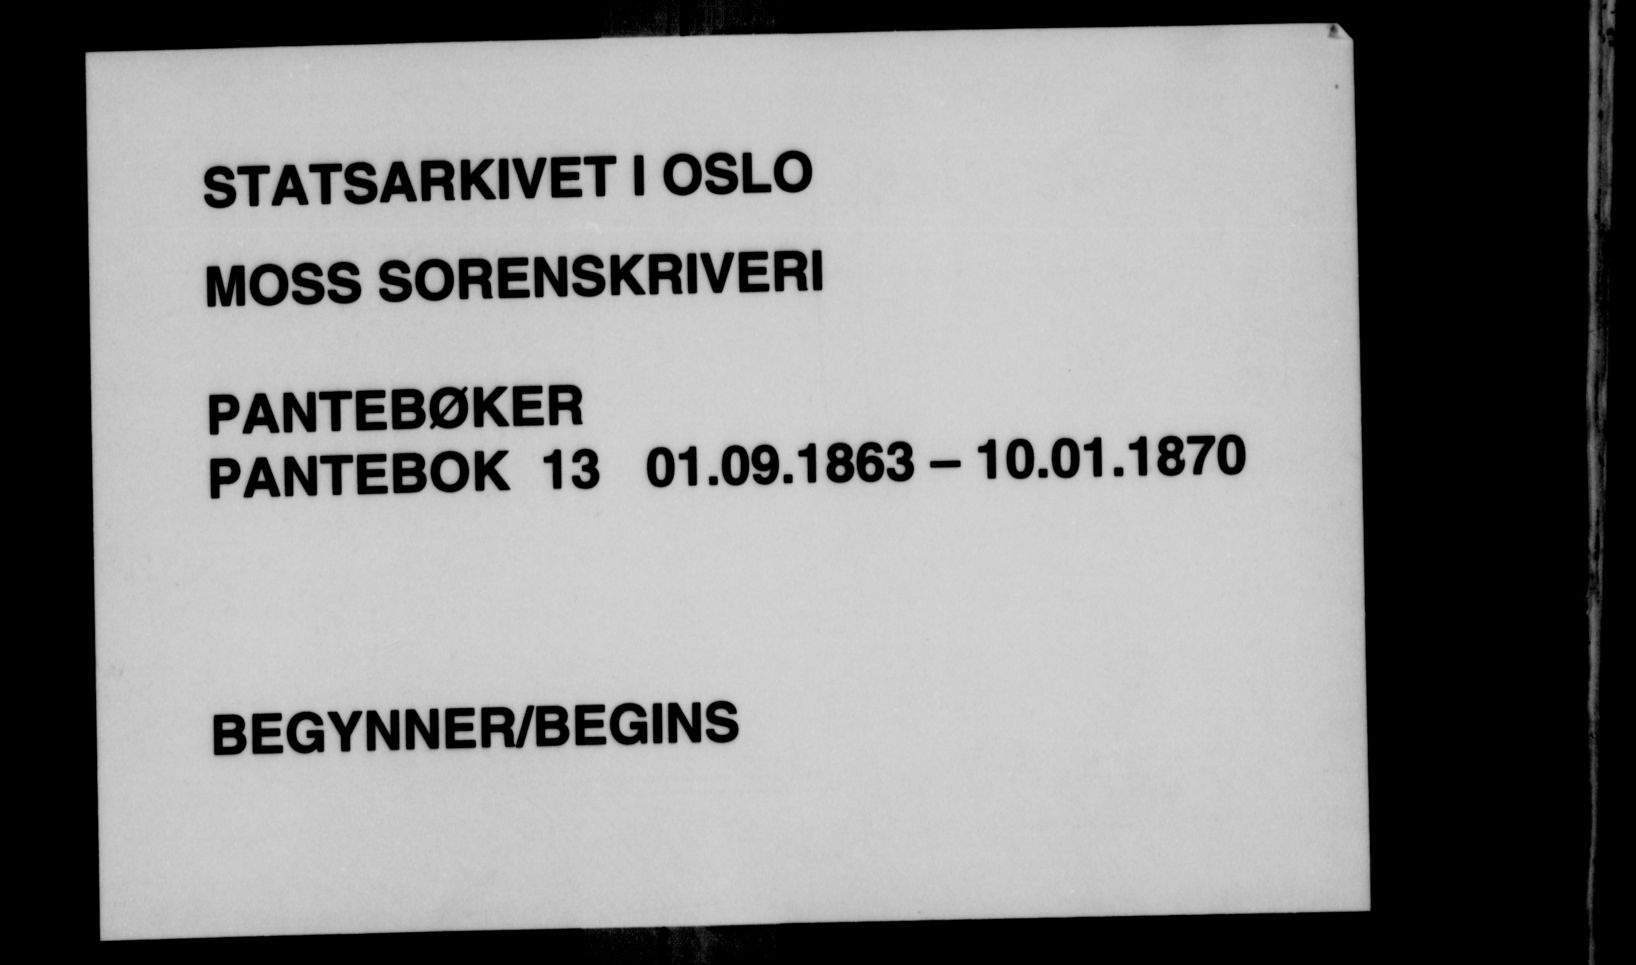 STATSARKIVET I OSLO
MOSS SORENSKRIVERI
PANTEBØKER
PANTEBOK 13 01.09.1863 – 10.01.1870
BEGYNNER/BEGINS